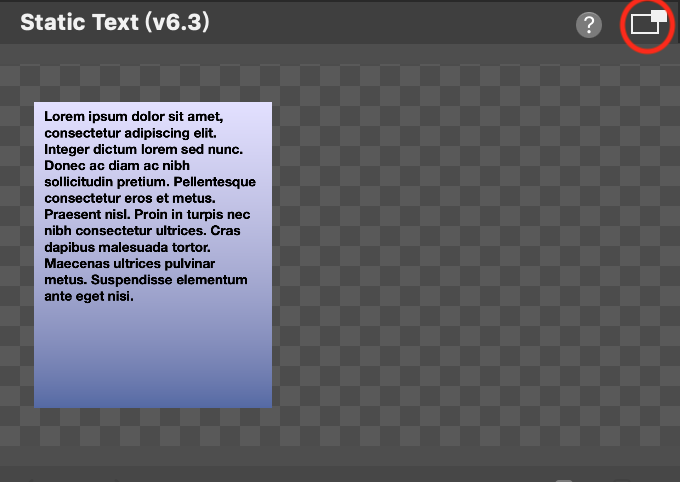 Static Text (v6.3)
?
Lorem ipsum dolor sit amet,
consectetur adipiscing elit.
Integer dictum lorem sed nunc.
Donec ac diam ac nibh
sollicitudin pretium. Pellentesque
consectetur eros et metus.
Praesent nisl. Proin in turpis nec
nibh consectetur ultrices. Cras
dapibus malesuada tortor.
Maecenas ultrices pulvinar
metus. Suspendisse elementum
ante eget nisi.